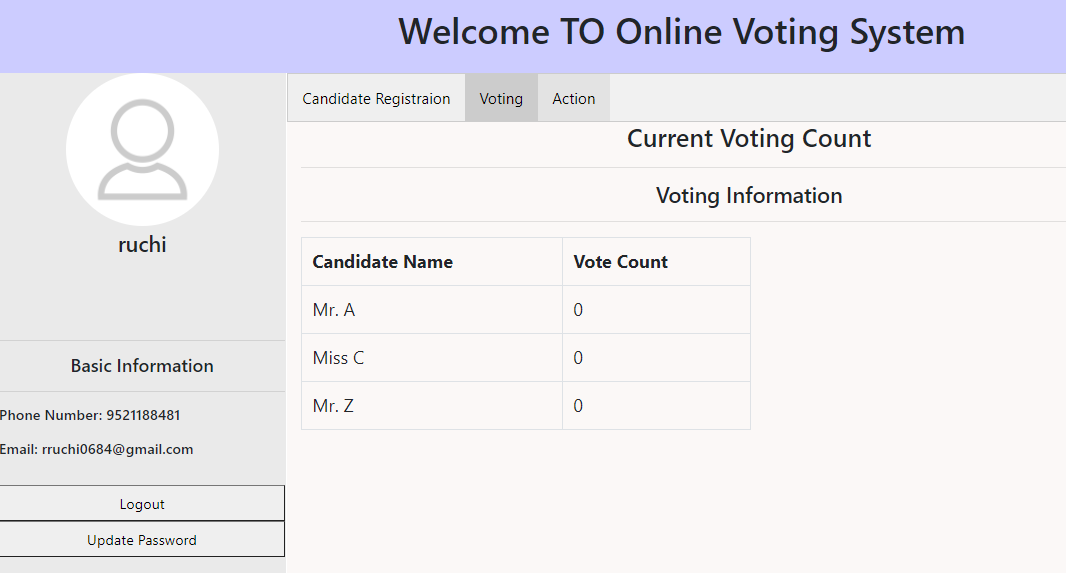 Welcome TO Online Voting System
ruchi
Basic Information
Phone Number: 9521188481
Email: rruchi0684@gmail.com
Logout
Update Password
Candidate Registraion Voting Action
Current Voting Count
Voting Information
Candidate Name Vote Count
Mr. A 0
Miss C 0
Mr. Z 0